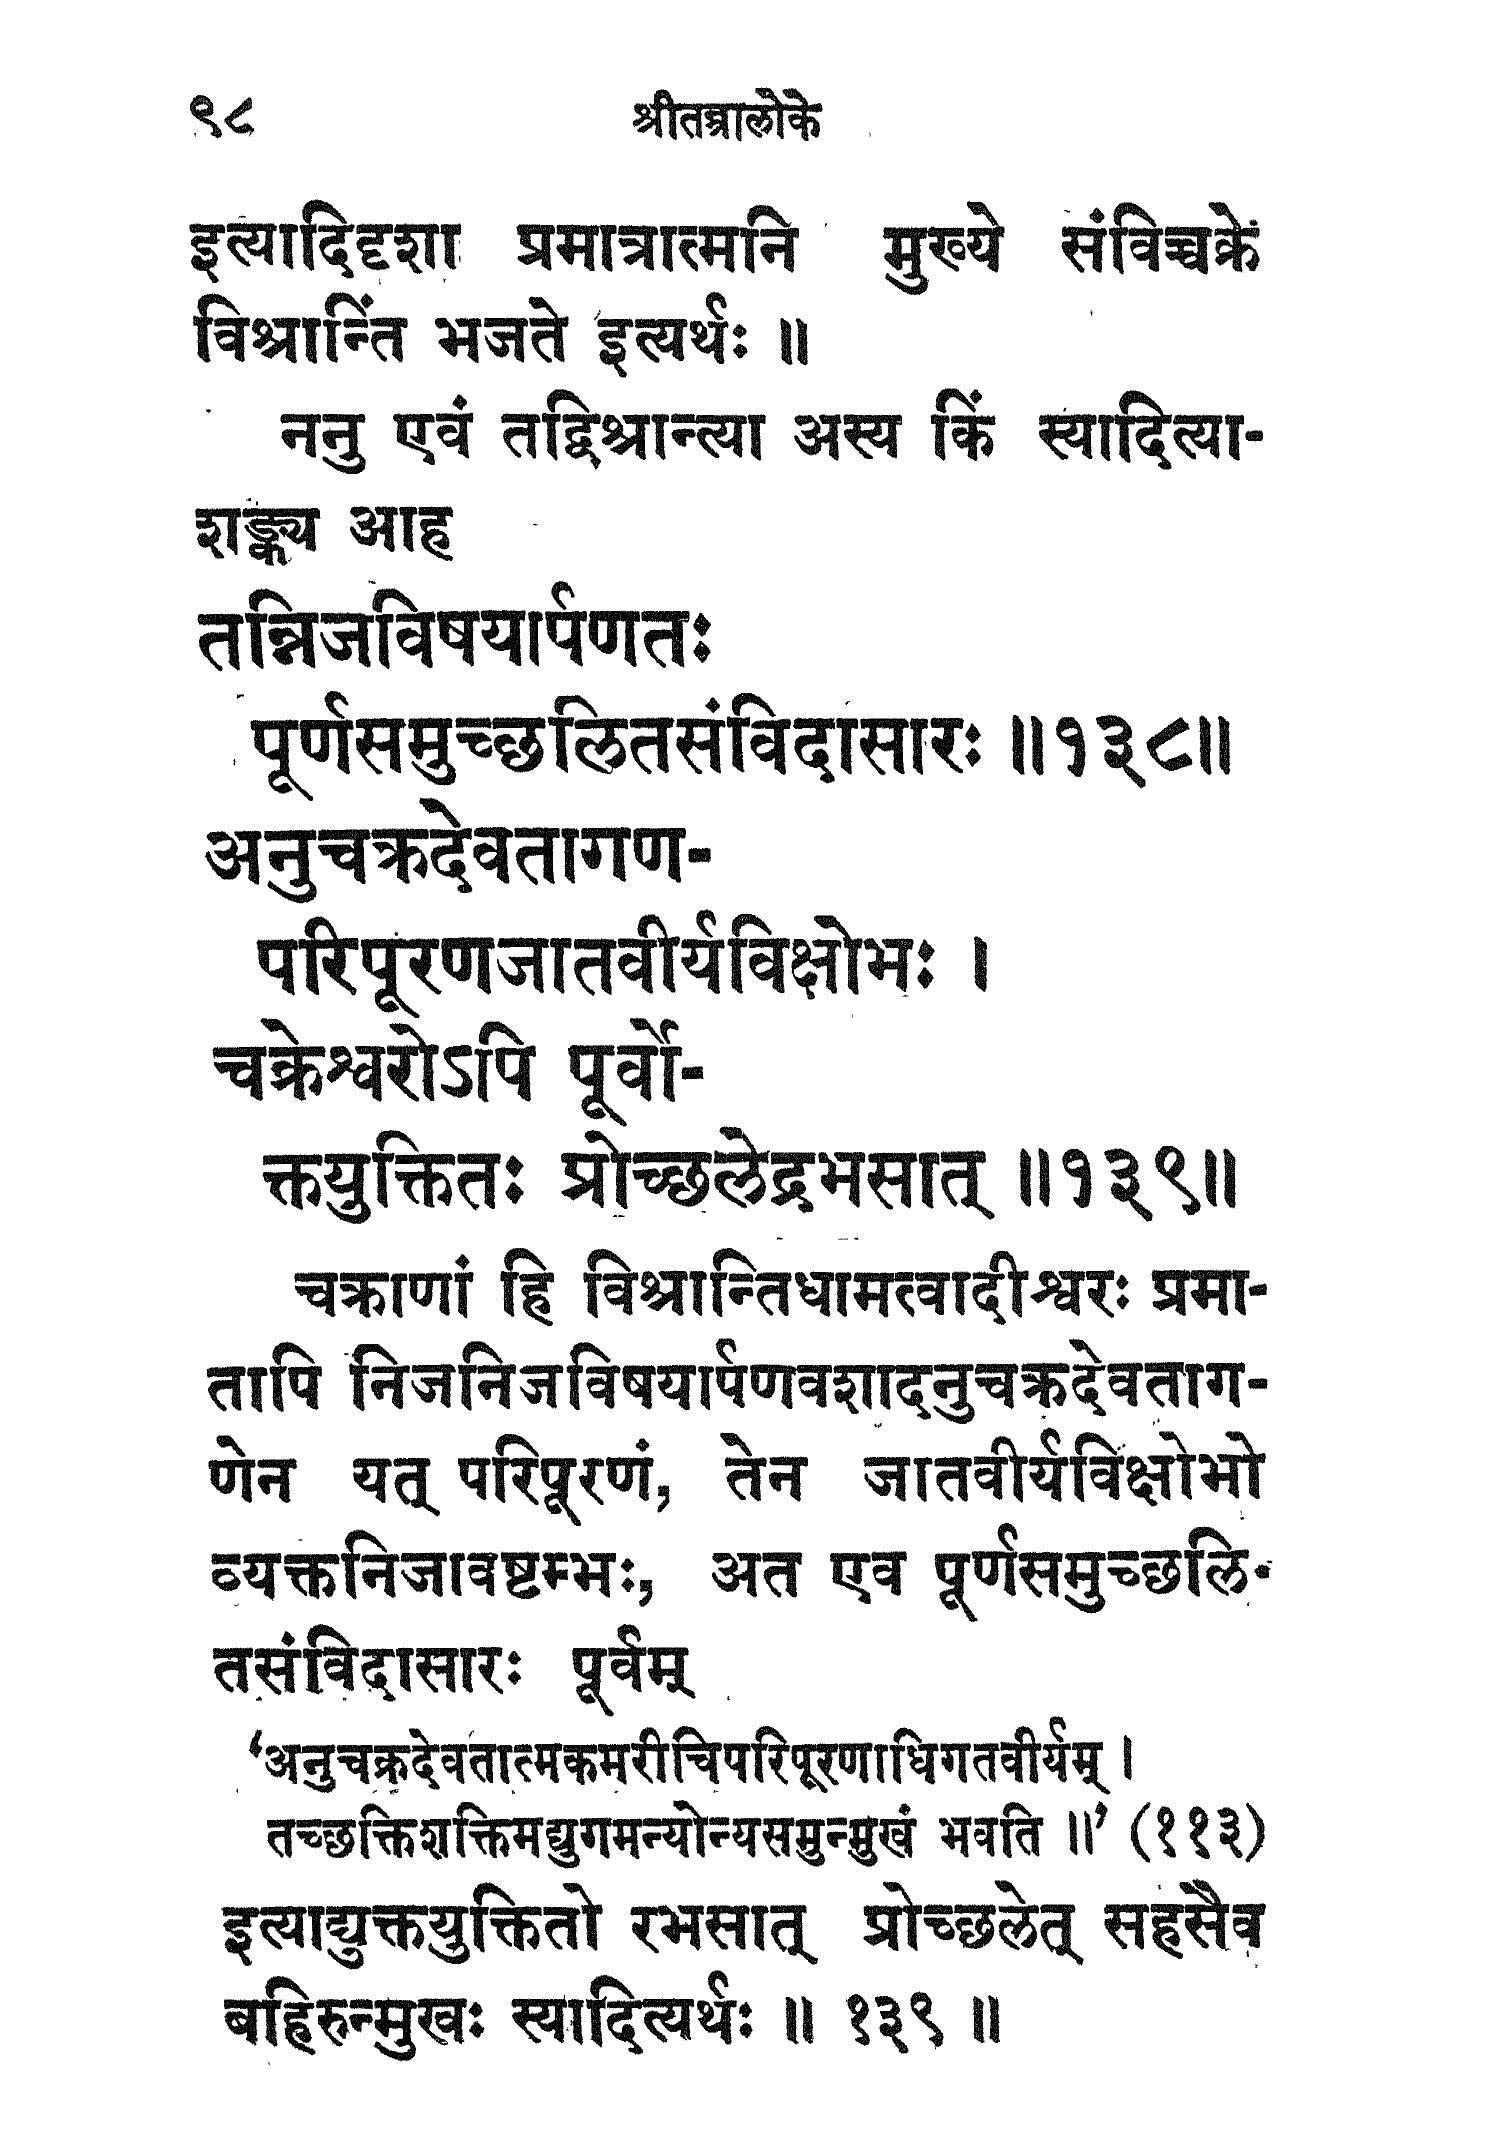 ९८ श्रीतन्त्रालोके
इत्यादिदृशा प्रमात्रात्मनि मुख्ये संविच्चक्रे
विश्रान्तिं भजते इत्यर्थः ॥
ननु एवं तद्विश्रान्त्या अस्य किं स्यादित्या-
शङ्क्य आह
तन्निजविषयार्पणतः
पूर्णसमुच्छलितसंविदासारः ॥१३८॥
अनुचक्रदेवतागण-
परिपूरणजातवीर्यविक्षोभः ।
चक्रेश्वरोऽपि पूर्वो-
क्तयुक्तितः प्रोच्छलेद्रभसात् ॥१३९॥
चक्राणां हि विश्रान्तिधामत्वादीश्वरः प्रमा-
तापि निजनिजविषयार्पणवशादनुचक्रदेवताग-
णेन यत् परिपूरणं, तेन जातवीर्यविक्षोभो
व्यक्तनिजावष्टम्भः, अत एव पूर्णसमुच्छलि-
तसंविदासारः पूर्वम्
‘अनुचक्रदेवतात्मकमरीचिपरिपूरणाधिगतवीर्यम् ।
तच्छक्तिशक्तिमद्युगमन्योन्यसमुन्मुखं भवति ॥’ (११३)
इत्याद्युक्तयुक्तितो रभसात् प्रोच्छलेत् सहसैव
बहिरुन्मुखः स्यादित्यर्थः ॥ १३९ ॥